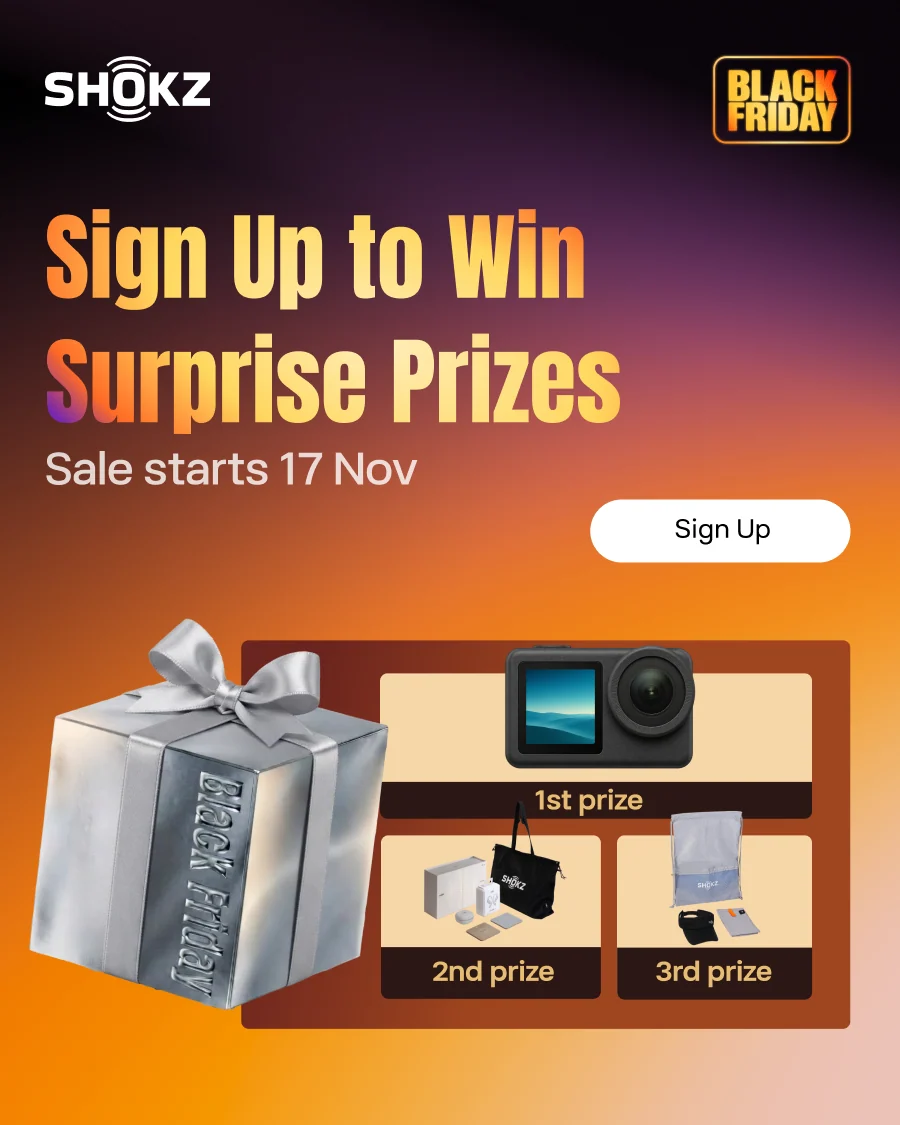 SHOKZ
BLACK
FRIDAY
Sign Up to Win
Surprise Prizes
Sale starts 17 Nov
Sign Up
Black Friday
1st prize
SHOKZ
SHOKZ
2nd prize
3rd prize